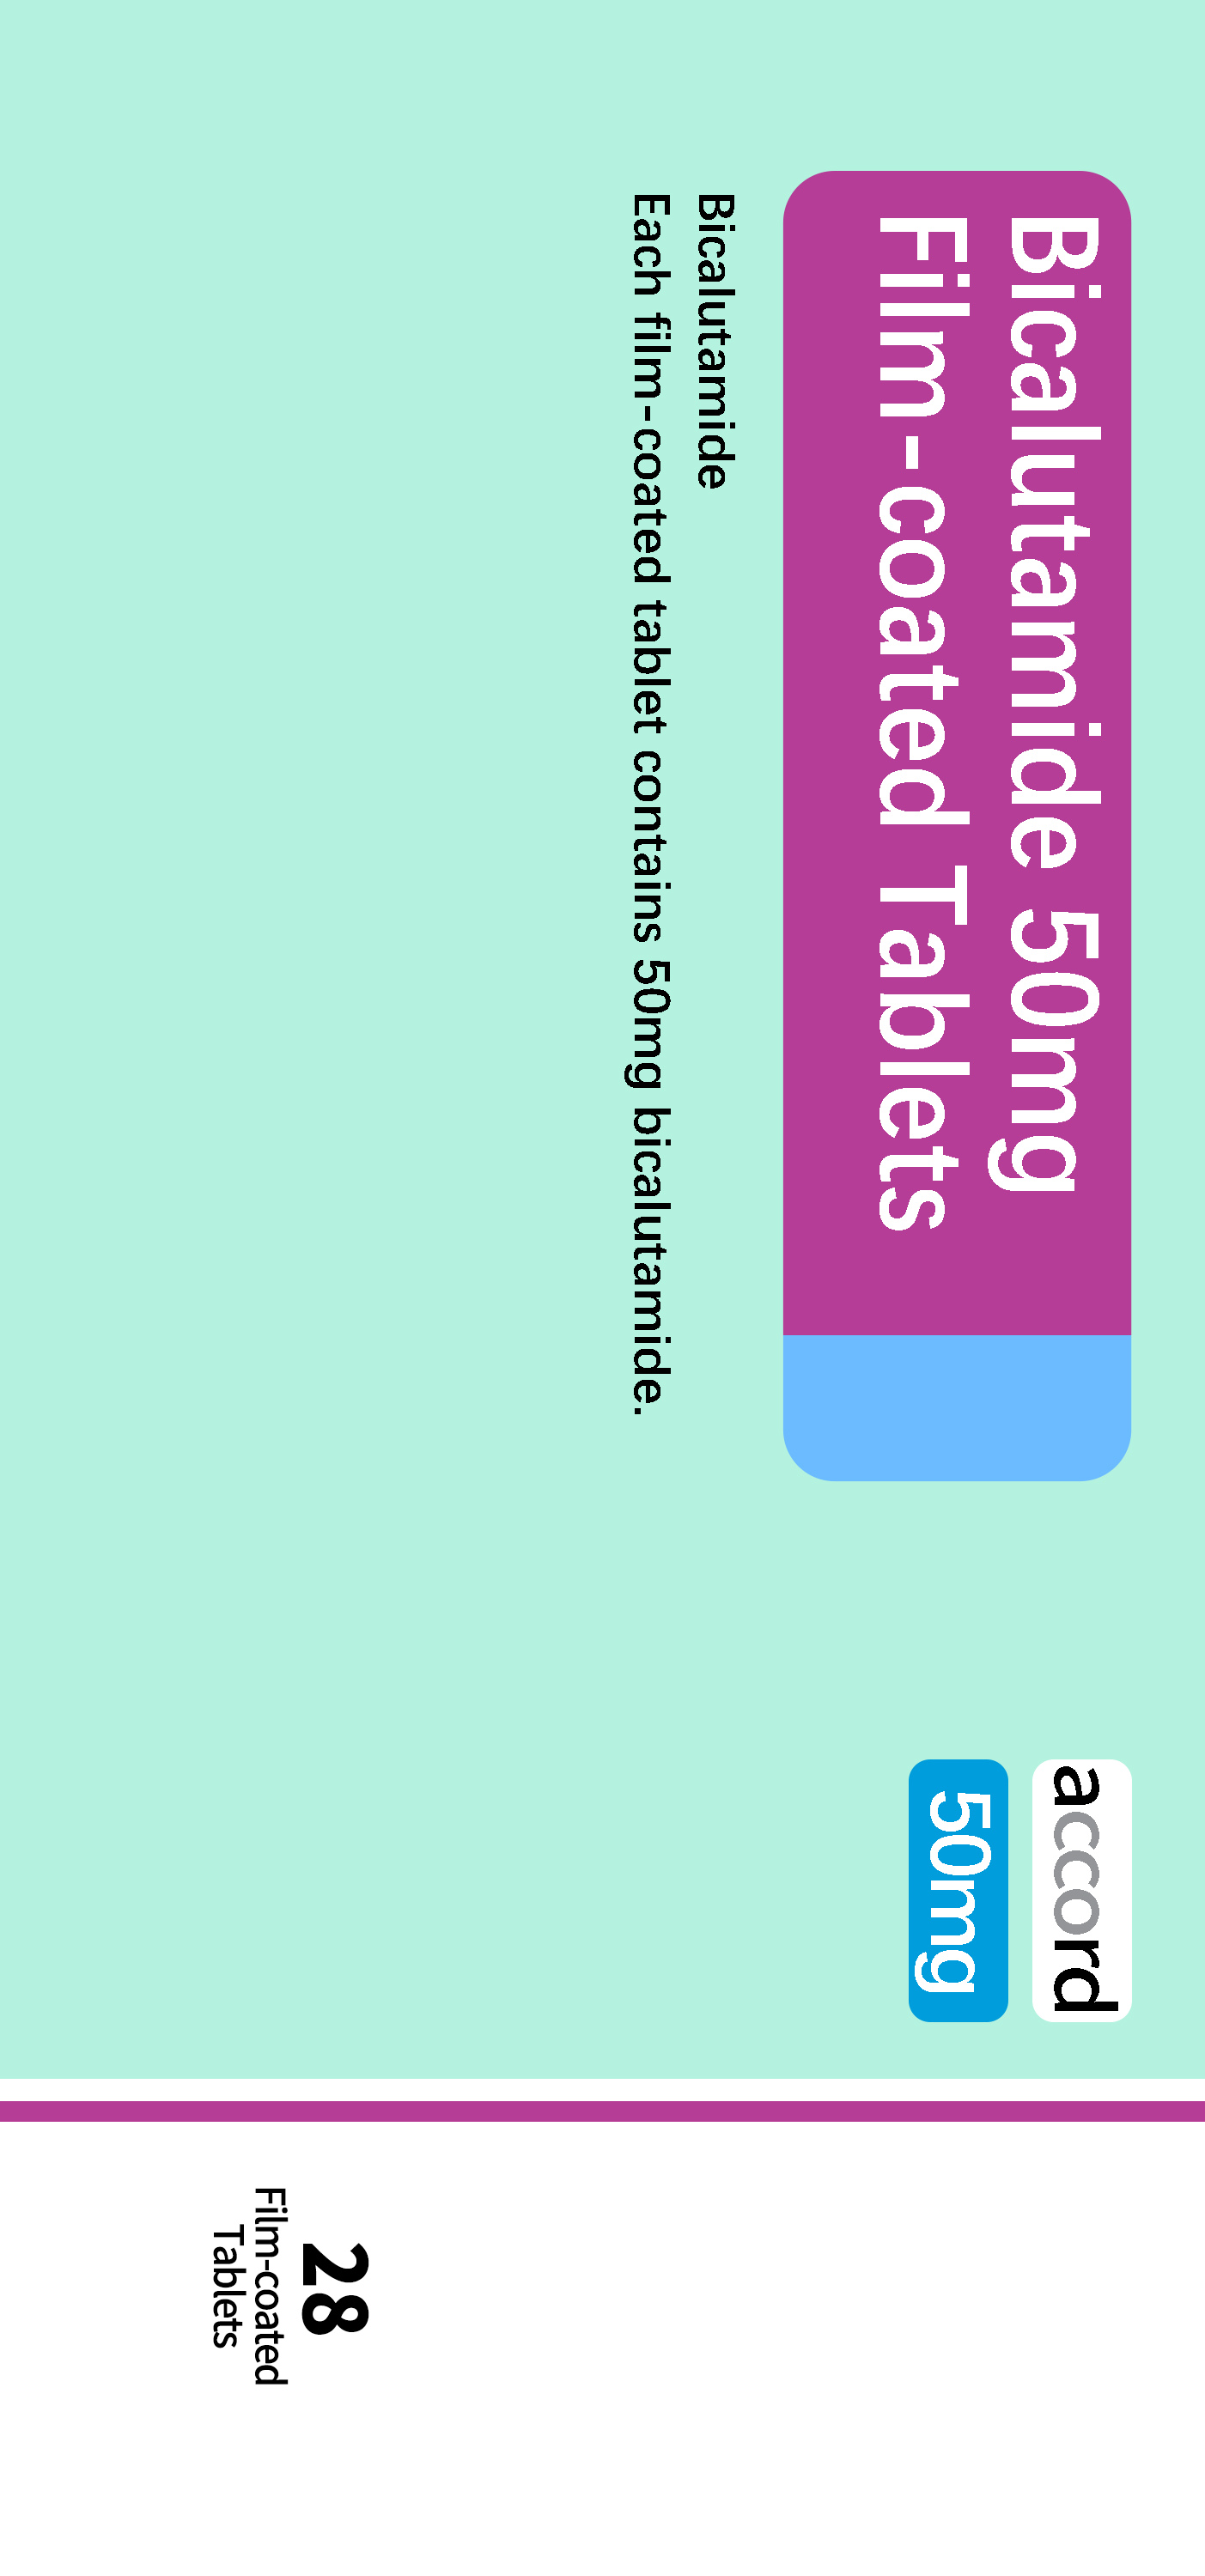 Bicalutamide 50mg
Film-coated Tablets
Bicalutamide
Each film-coated tablet contains 50mg bicalutamide.
accord
50mg
28
Film-coated
Tablets